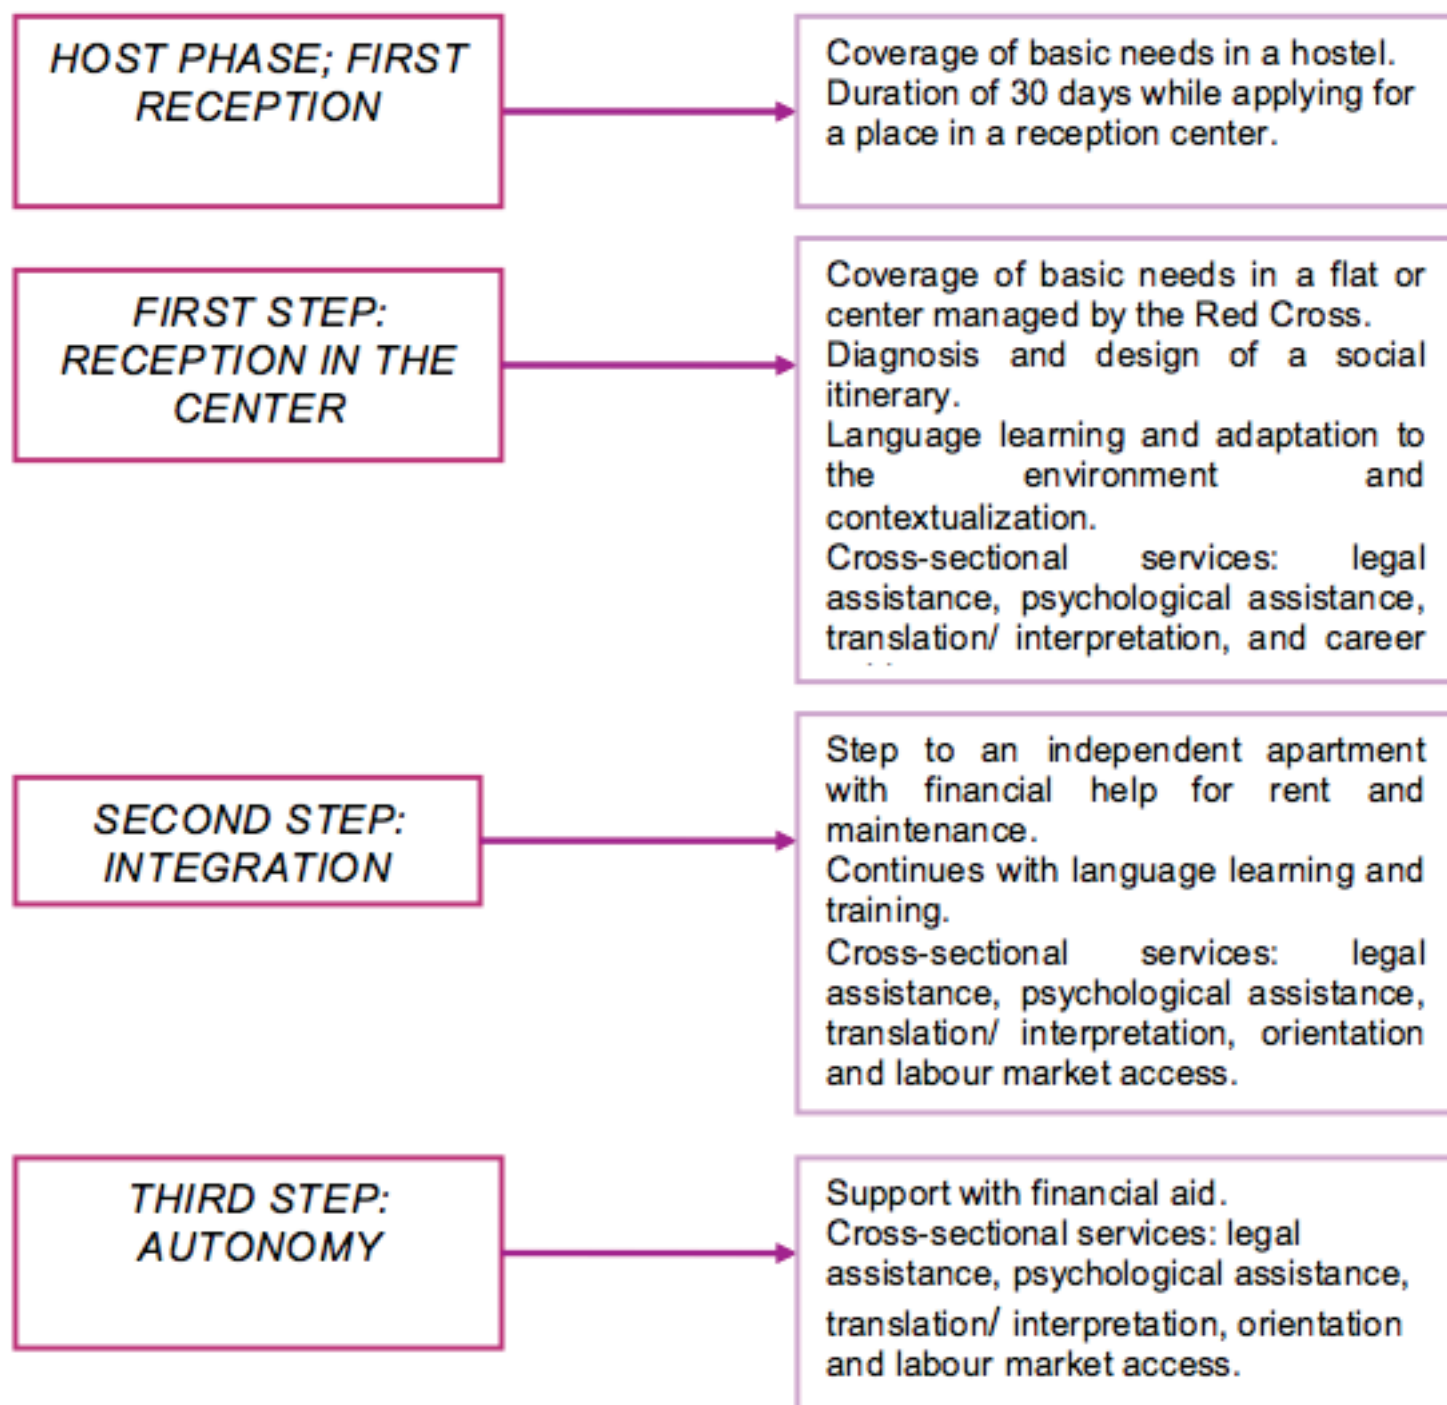 HOST PHASE; FIRST
RECEPTION
Coverage of basic needs in a hostel.
Duration of 30 days while applying for
a place in a reception center.
FIRST STEP:
RECEPTION IN THE
CENTER
Coverage of basic needs in a flat or
center managed by the Red Cross.
Diagnosis and design of a social
itinerary.
Language learning and adaptation to
the environment and
contextualization.
Cross-sectional services: legal
assistance, psychological assistance,
translation/ interpretation, and career
SECOND STEP:
INTEGRATION
Step to an independent apartment
with financial help for rent and
maintenance.
Continues with language learning and
training.
Cross-sectional services: legal
assistance, psychological assistance,
translation/ interpretation, orientation
and labour market access.
THIRD STEP:
AUTONOMY
Support with financial aid.
Cross-sectional services: legal
assistance, psychological assistance,
translation/ interpretation, orientation
and labour market access.